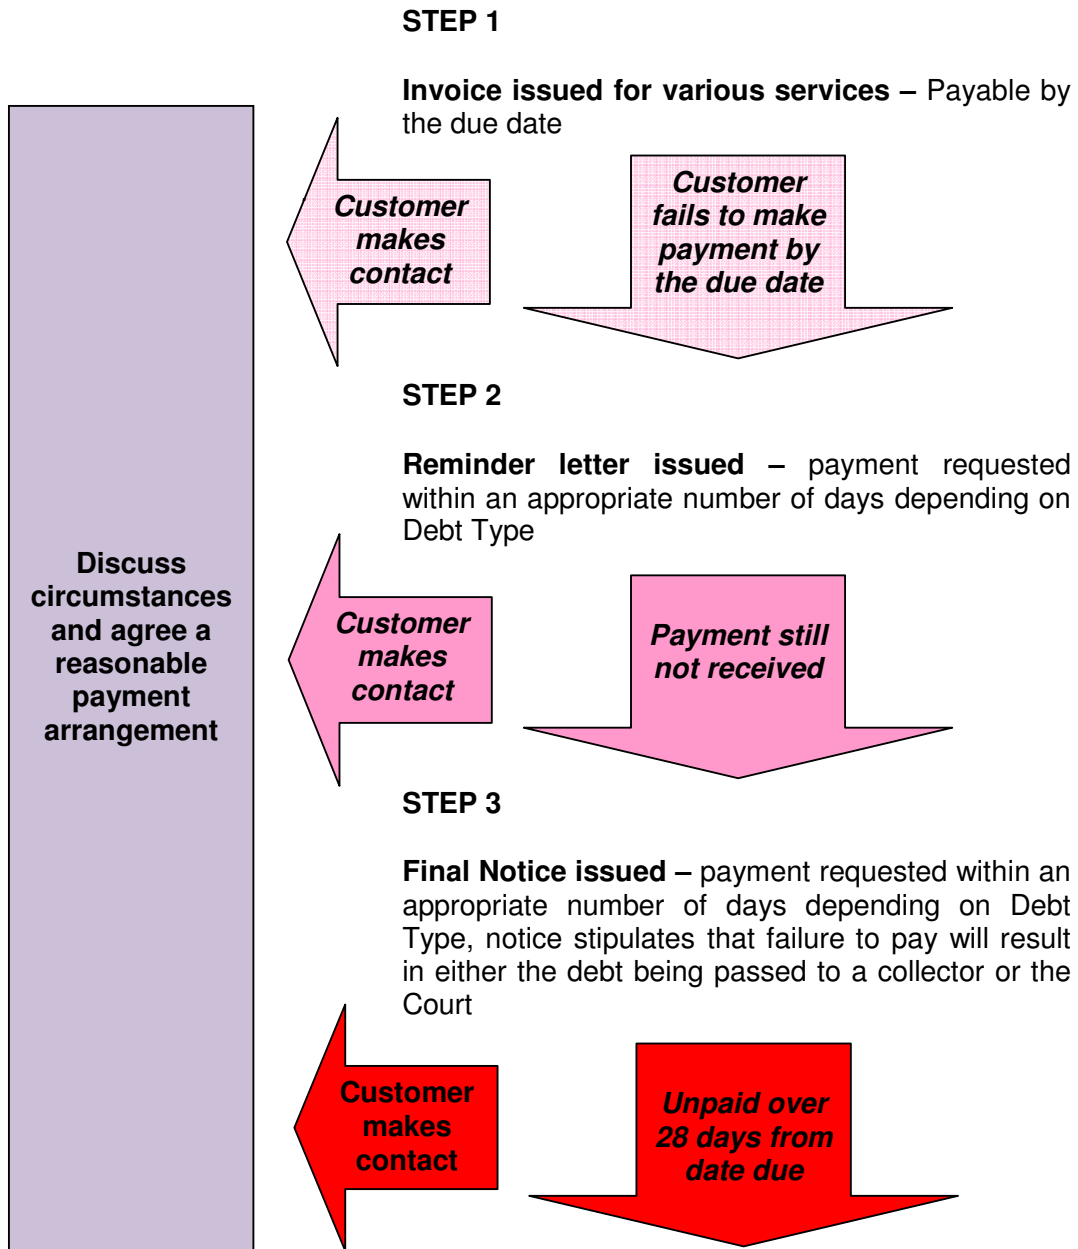 STEP 1
Invoice issued for various services – Payable by
the due date
Customer
makes
contact
Customer
fails to make
payment by
the due date
STEP 2
Reminder letter issued – payment requested
within an appropriate number of days depending on
Debt Type
Discuss
circumstances
and agree a
reasonable
payment
arrangement
Customer
makes
contact
Payment still
not received
STEP 3
Final Notice issued – payment requested within an
appropriate number of days depending on Debt
Type, notice stipulates that failure to pay will result
in either the debt being passed to a collector or the
Court
Customer
makes
contact
Unpaid over
28 days from
date due